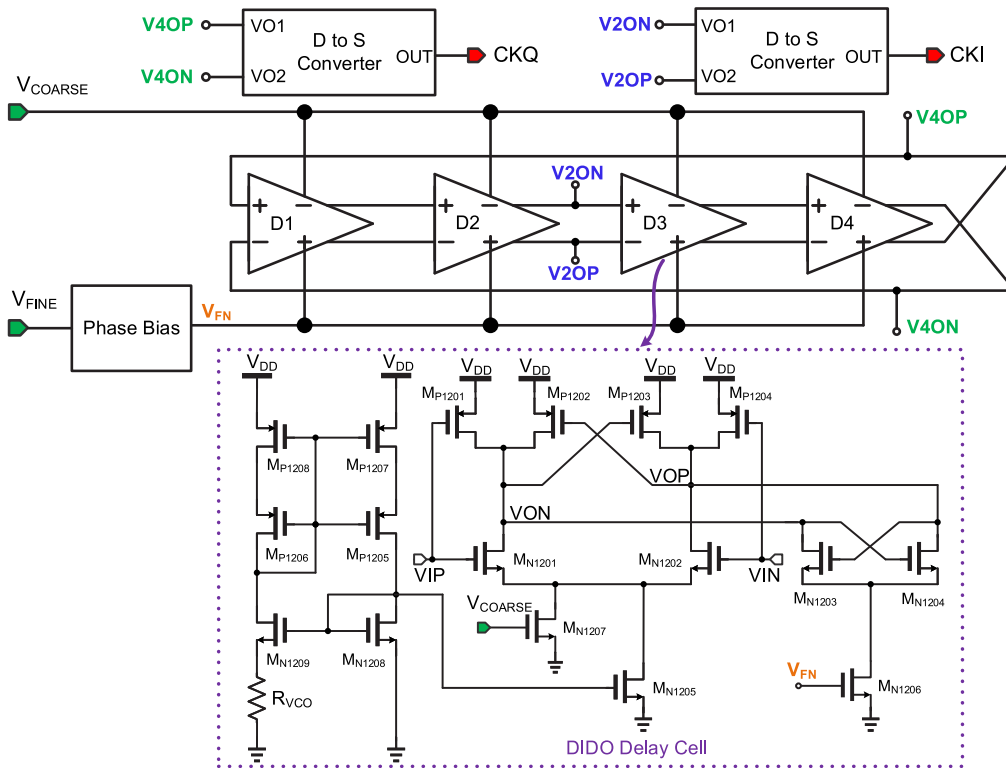 V4OP VO1 D to S Converter OUT CKQ
V4ON VO2
V2ON VO1 D to S Converter OUT CKI
V2OP VO2
VCOARSE
V4OP
V2ON
+ − D1 − +
+ − D2 − +
+ − D3 − +
+ − D4 − +
V2OP
VFINE
Phase Bias
VFN
V4ON
VDD VDD VDD VDD VDD VDD
MP1201 MP1202 MP1203 MP1204
MP1208 MP1207
VOP
MP1206 MP1205
VON
VIP MN1201 MN1202 VIN
MN1203 MN1204
VCOARSE
MN1207
MN1209 MN1208
RVCO
MN1205
VFN
MN1206
DIDO Delay Cell